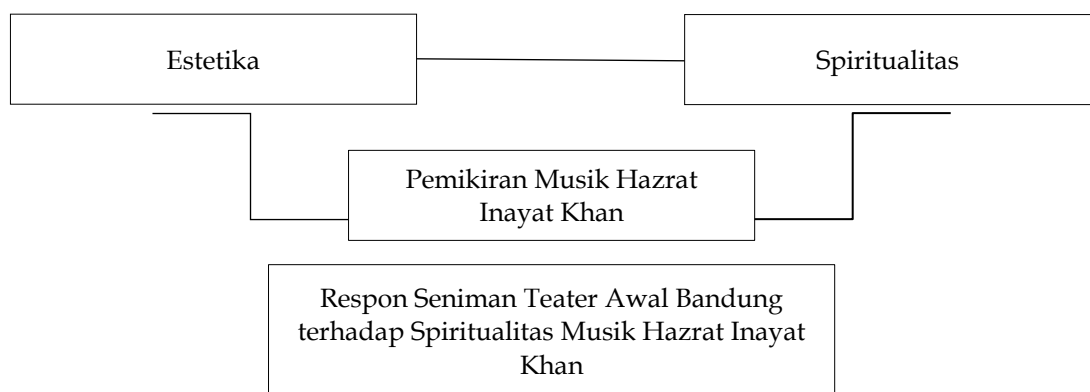 Estetika
Spiritualitas
Pemikiran Musik Hazrat
Inayat Khan
Respon Seniman Teater Awal Bandung
terhadap Spiritualitas Musik Hazrat Inayat
Khan